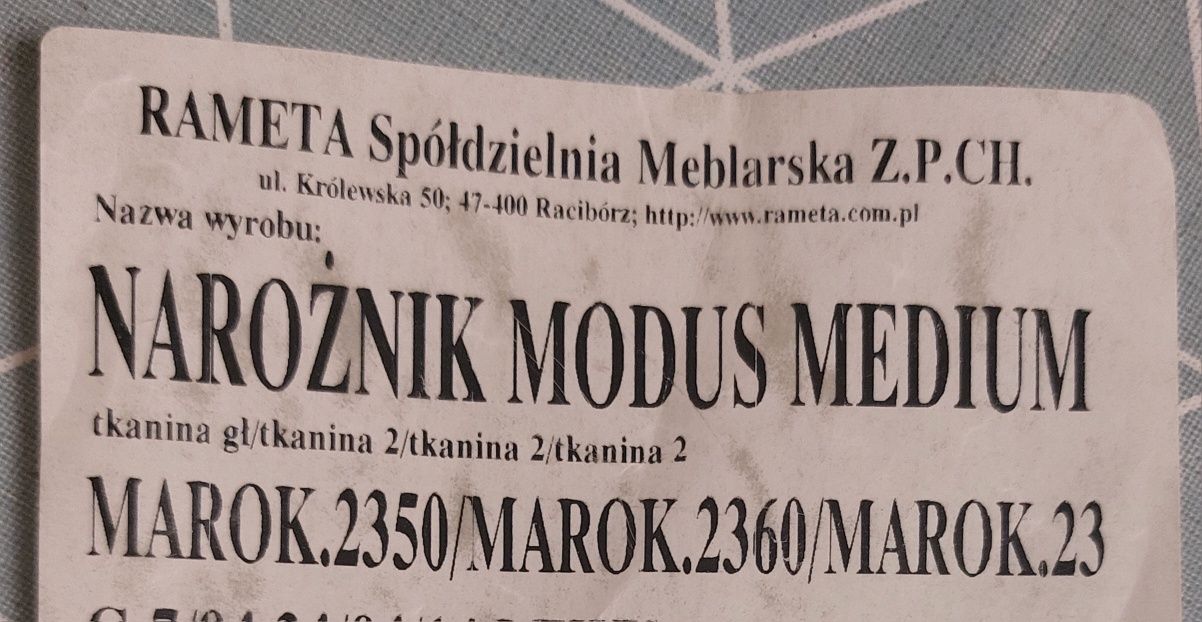 RAMETA Spółdzielnia Meblarska Z.P.CH.
ul. Królewska 50; 47-400 Racibórz; http://www.rameta.com.pl
Nazwa wyrobu:
NAROŻNIK MODUS MEDIUM
tkanina gł/tkanina 2/tkanina 2/tkanina 2
MAROK.2350/MAROK.2360/MAROK.23